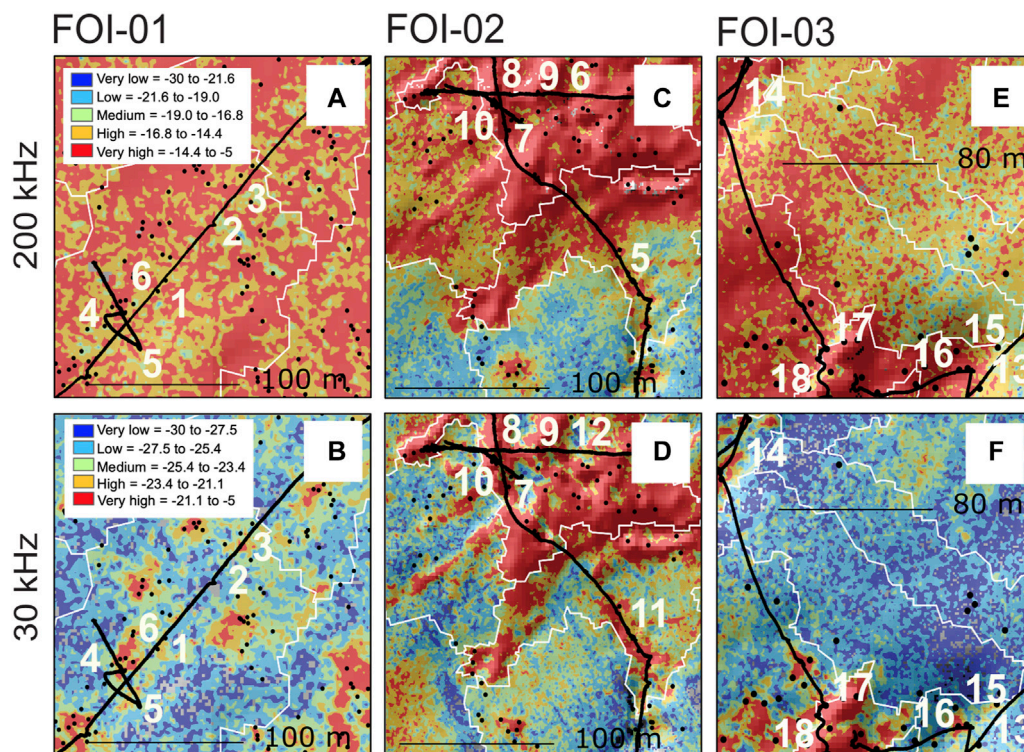 FOI-01
FOI-02
FOI-03
200 kHz
Very low = -30 to -21.6
Low = -21.6 to -19.0
Medium = -19.0 to -16.8
High = -16.8 to -14.4
Very high = -14.4 to -5
A
3
2
6
1
4
5
100 m
8 9 6
C
10
7
5
100 m
14
E
80 m
17
15
16
18
13
30 kHz
Very low = -30 to -27.5
Low = -27.5 to -25.4
Medium = -25.4 to -23.4
High = -23.4 to -21.1
Very high = -21.1 to -5
B
3
2
6
1
4
5
100 m
8 9 12
D
10
7
11
100 m
14
F
80 m
17
15
16
18
13